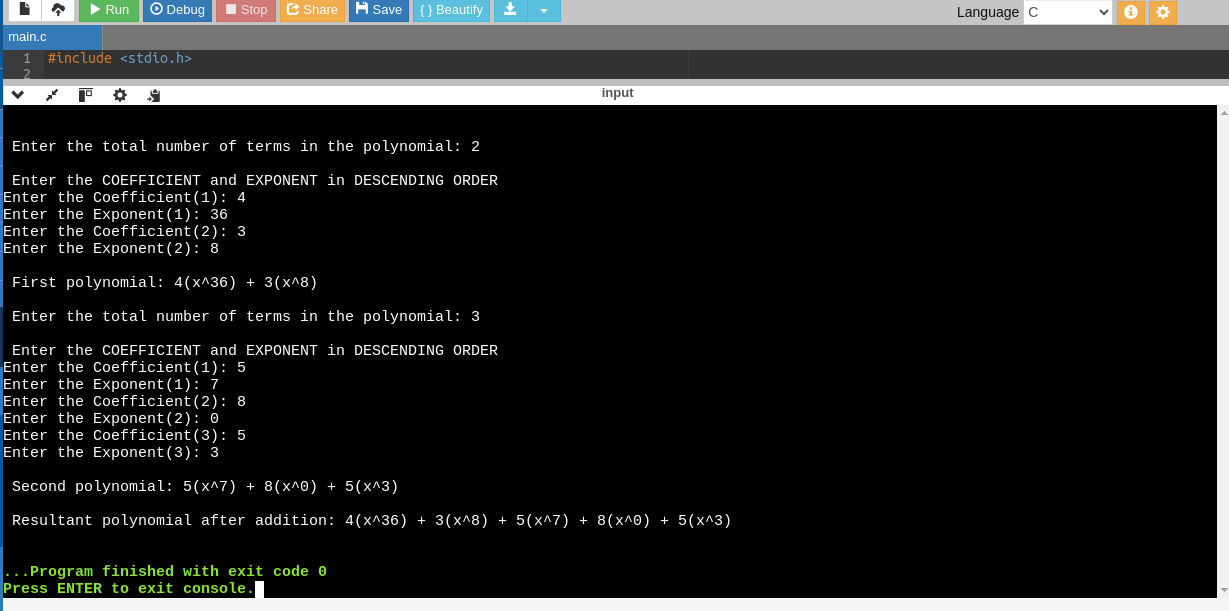 Run Debug Stop Share Save { } Beautify Language C
main.c
1 #include <stdio.h>
2
input
Enter the total number of terms in the polynomial: 2
Enter the COEFFICIENT and EXPONENT in DESCENDING ORDER
Enter the Coefficient(1): 4
Enter the Exponent(1): 36
Enter the Coefficient(2): 3
Enter the Exponent(2): 8
First polynomial: 4(x^36) + 3(x^8)
Enter the total number of terms in the polynomial: 3
Enter the COEFFICIENT and EXPONENT in DESCENDING ORDER
Enter the Coefficient(1): 5
Enter the Exponent(1): 7
Enter the Coefficient(2): 8
Enter the Exponent(2): 0
Enter the Coefficient(3): 5
Enter the Exponent(3): 3
Second polynomial: 5(x^7) + 8(x^0) + 5(x^3)
Resultant polynomial after addition: 4(x^36) + 3(x^8) + 5(x^7) + 8(x^0) + 5(x^3)
...Program finished with exit code 0
Press ENTER to exit console.